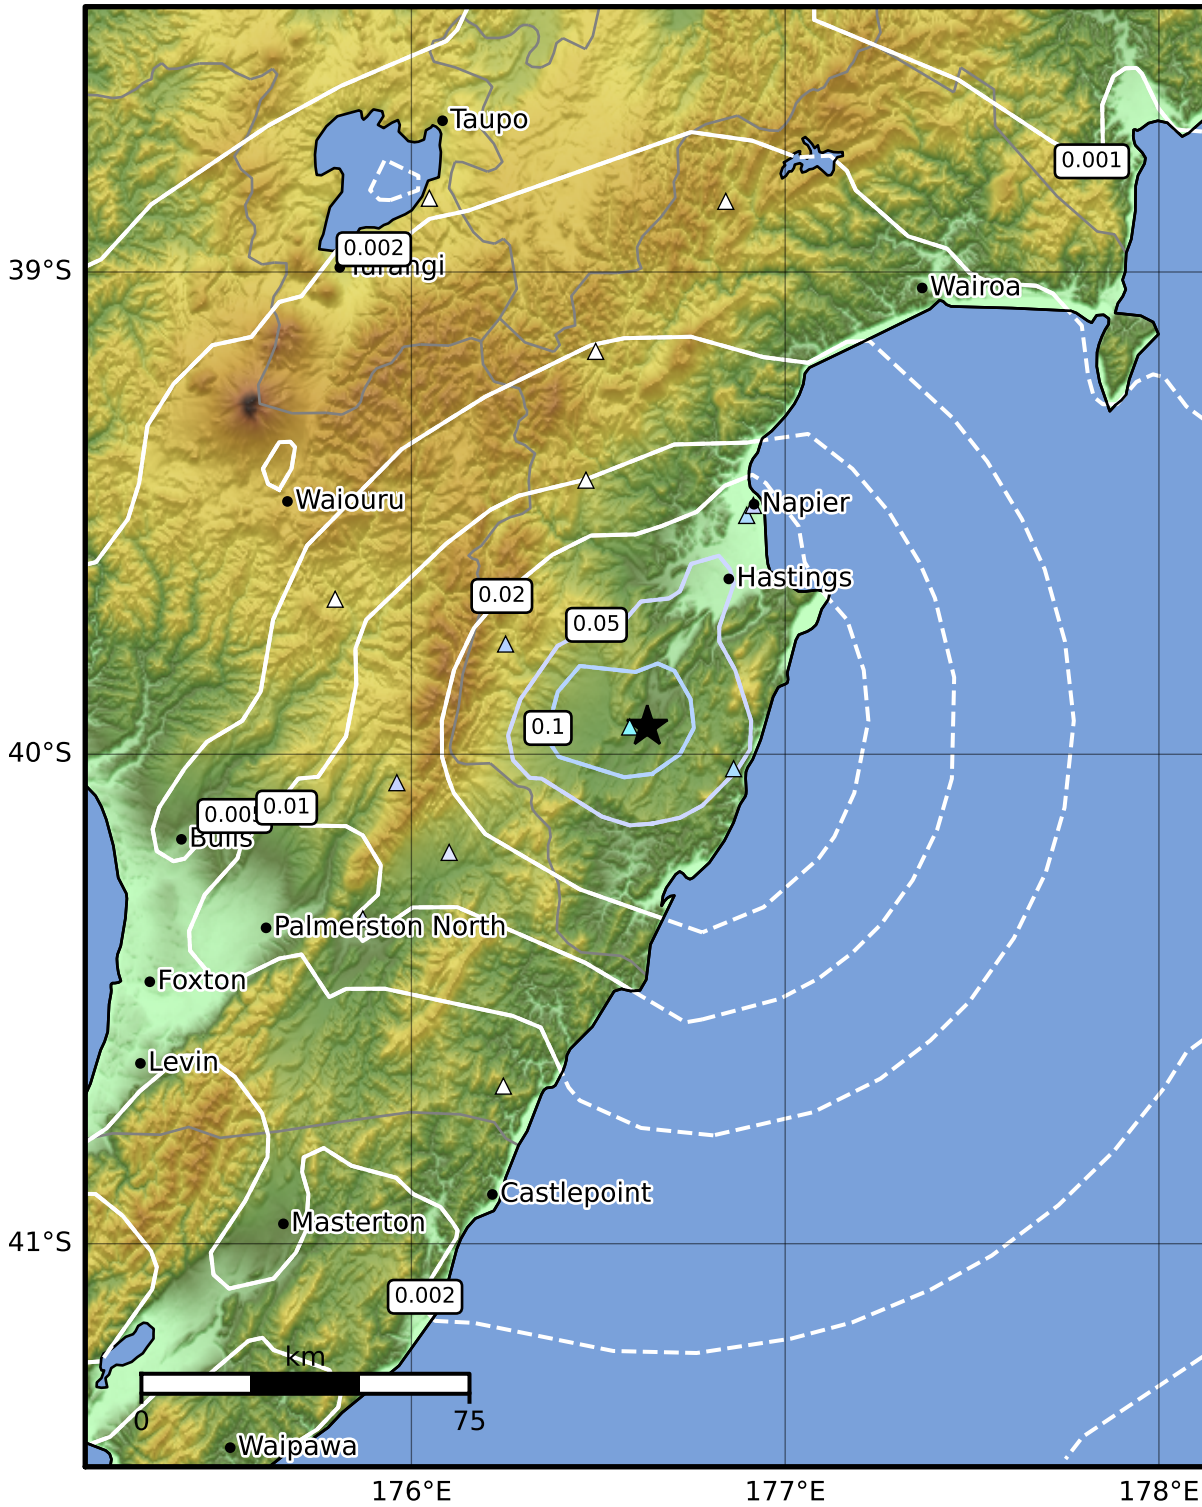 Taupo
0.001
0.002
39°S
Wairoa
Waiouru
Napier
Hastings
0.02
0.05
0.1
40°S
0.01
Bulls
Palmerston North
Foxton
Levin
Castlepoint
Masterton
41°S
0.002
km
0
75
Waipawa
176°E
177°E
178°E